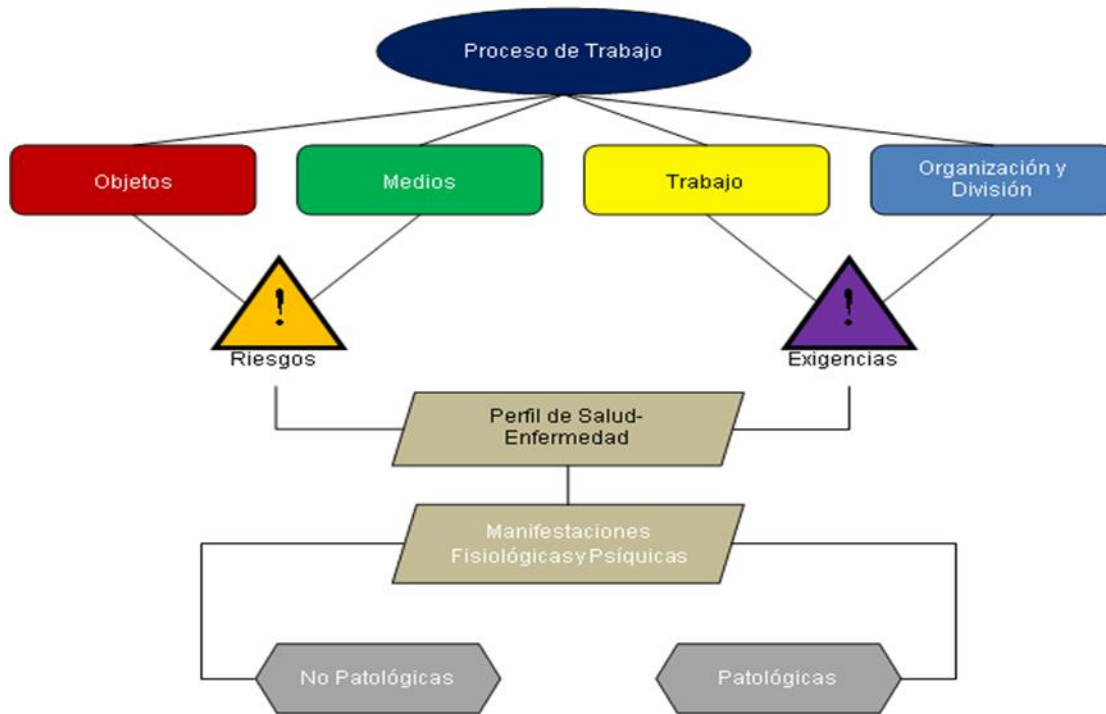 Proceso de Trabajo
Objetos
Medios
Trabajo
Organización y
División
!
!
Riesgos
Exigencias
Perfil de Salud-
Enfermedad
Manifestaciones
Fisiológicas y Psíquicas
No Patológicas
Patológicas